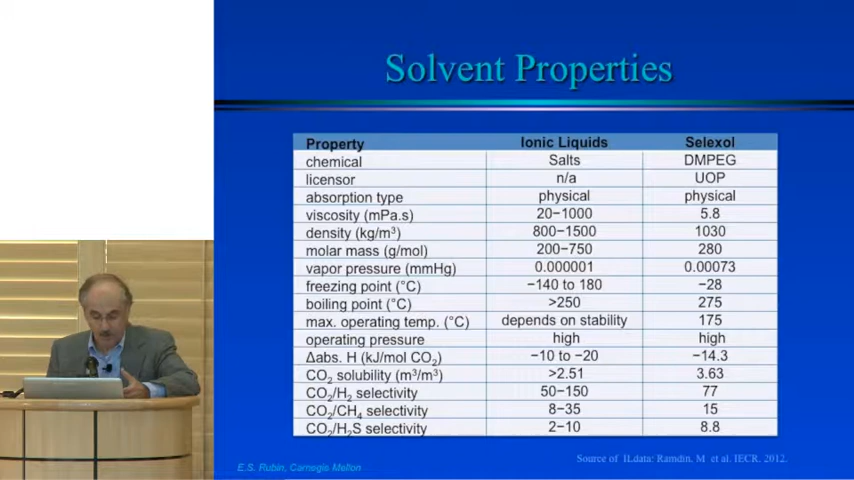 Solvent Properties
Property Ionic Liquids Selexol
chemical Salts DMPEG
licensor n/a UOP
absorption type physical physical
viscosity (mPa.s) 20−1000 5.8
density (kg/m³) 800−1500 1030
molar mass (g/mol) 200−750 280
vapor pressure (mmHg) 0.000001 0.00073
freezing point (°C) −140 to 180 −28
boiling point (°C) >250 275
max. operating temp. (°C) depends on stability 175
operating pressure high high
Δabs. H (kJ/mol CO₂) −10 to −20 −14.3
CO₂ solubility (m³/m³) >2.51 3.63
CO₂/H₂ selectivity 50−150 77
CO₂/CH₄ selectivity 8−35 15
CO₂/H₂S selectivity 2−10 8.8
E.S. Rubin, Carnegie Mellon
Source of ILdata: Ramdin, M et al. IECR, 2012.